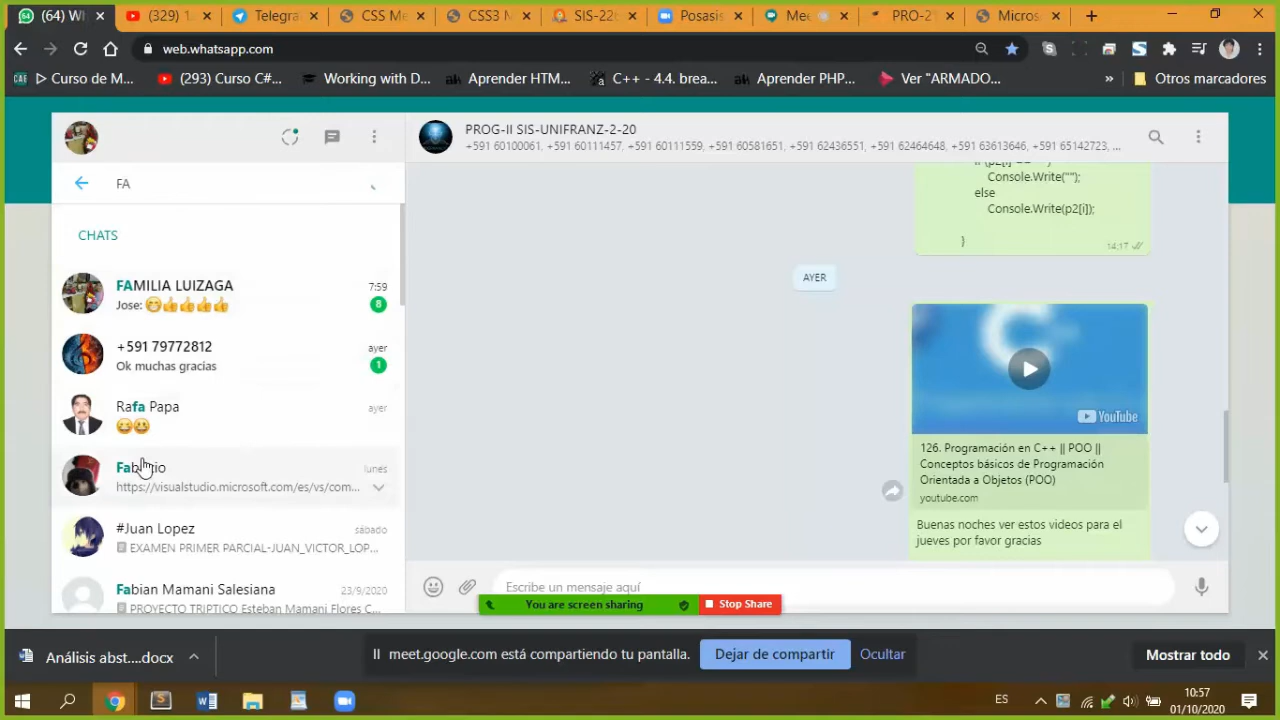 (64) W
(329) 1
Telegra
CSS Me
CSS3 N
SIS-226
Posasis
Mee
PRO-21
Micros
web.whatsapp.com
▷ Curso de M...
(293) Curso C#...
Working with D...
Aprender HTM...
C++ - 4.4. brea...
Aprender PHP...
Ver "ARMADO...
»
Otros marcadores
PROG-II SIS-UNIFRANZ-2-20
+591 60100061, +591 60111457, +591 60111559, +591 60581651, +591 62436551, +591 62464648, +591 63613646, +591 65142723, ...
FA
CHATS
FAMILIA LUIZAGA
7:59
Jose: 😁👍👍👍👍
8
+591 79772812
ayer
Ok muchas gracias
1
Rafa Papa
ayer
Fabricio
lunes
https://visualstudio.microsoft.com/es/vs/com...
#Juan Lopez
sábado
EXAMEN PRIMER PARCIAL-JUAN_VICTOR_LOP...
Fabian Mamani Salesiana
23/9/2020
PROYECTO TRIPTICO Esteban Mamani Flores C...
Console.Write("");
else
Console.Write(p2[i]);
}
14:17
AYER
YouTube
126. Programación en C++ || POO ||
Conceptos básicos de Programación
Orientada a Objetos (POO)
youtube.com
Buenas noches ver estos videos para el
jueves por favor gracias
Escribe un mensaje aquí
You are screen sharing
Stop Share
Análisis abst....docx
meet.google.com está compartiendo tu pantalla.
Dejar de compartir
Ocultar
Mostrar todo
ES
10:57
01/10/2020